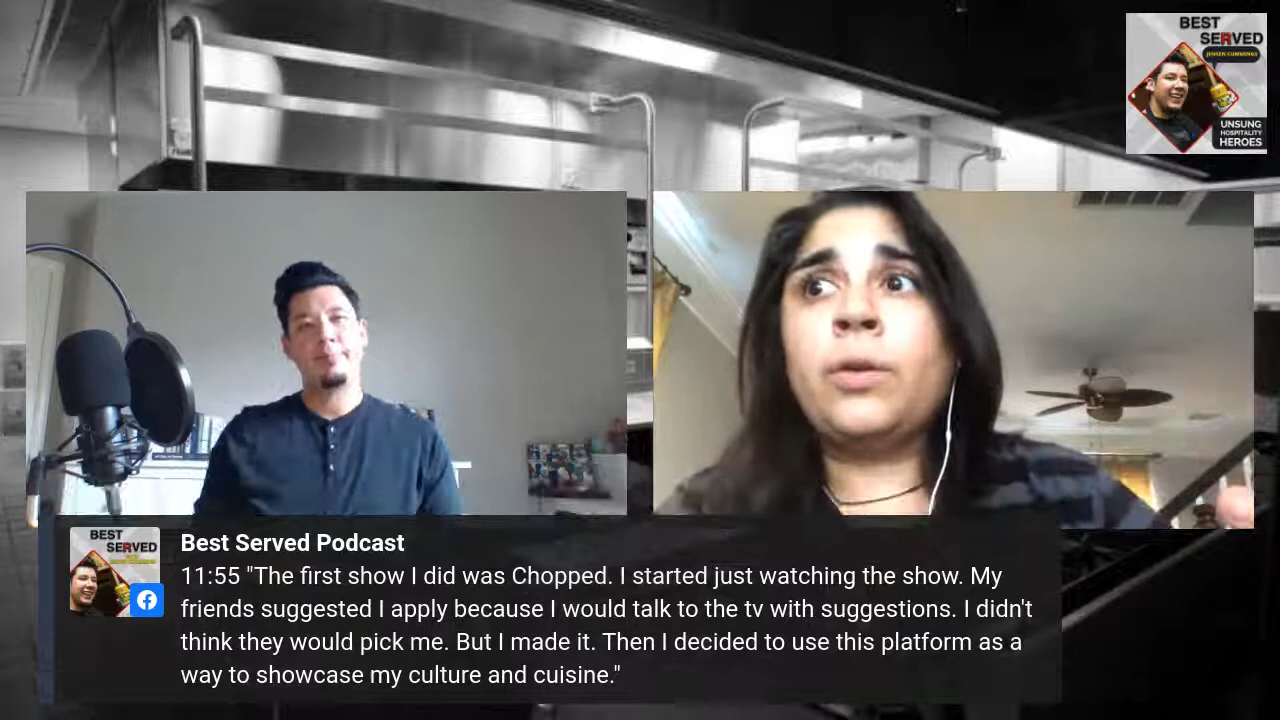 BEST
SERVED
JENSEN CUMMINGS
UNSUNG
HOSPITALITY
HEROES
BEST
SERVED
Best Served Podcast
11:55 "The first show I did was Chopped. I started just watching the show. My
friends suggested I apply because I would talk to the tv with suggestions. I didn't
think they would pick me. But I made it. Then I decided to use this platform as a
way to showcase my culture and cuisine."